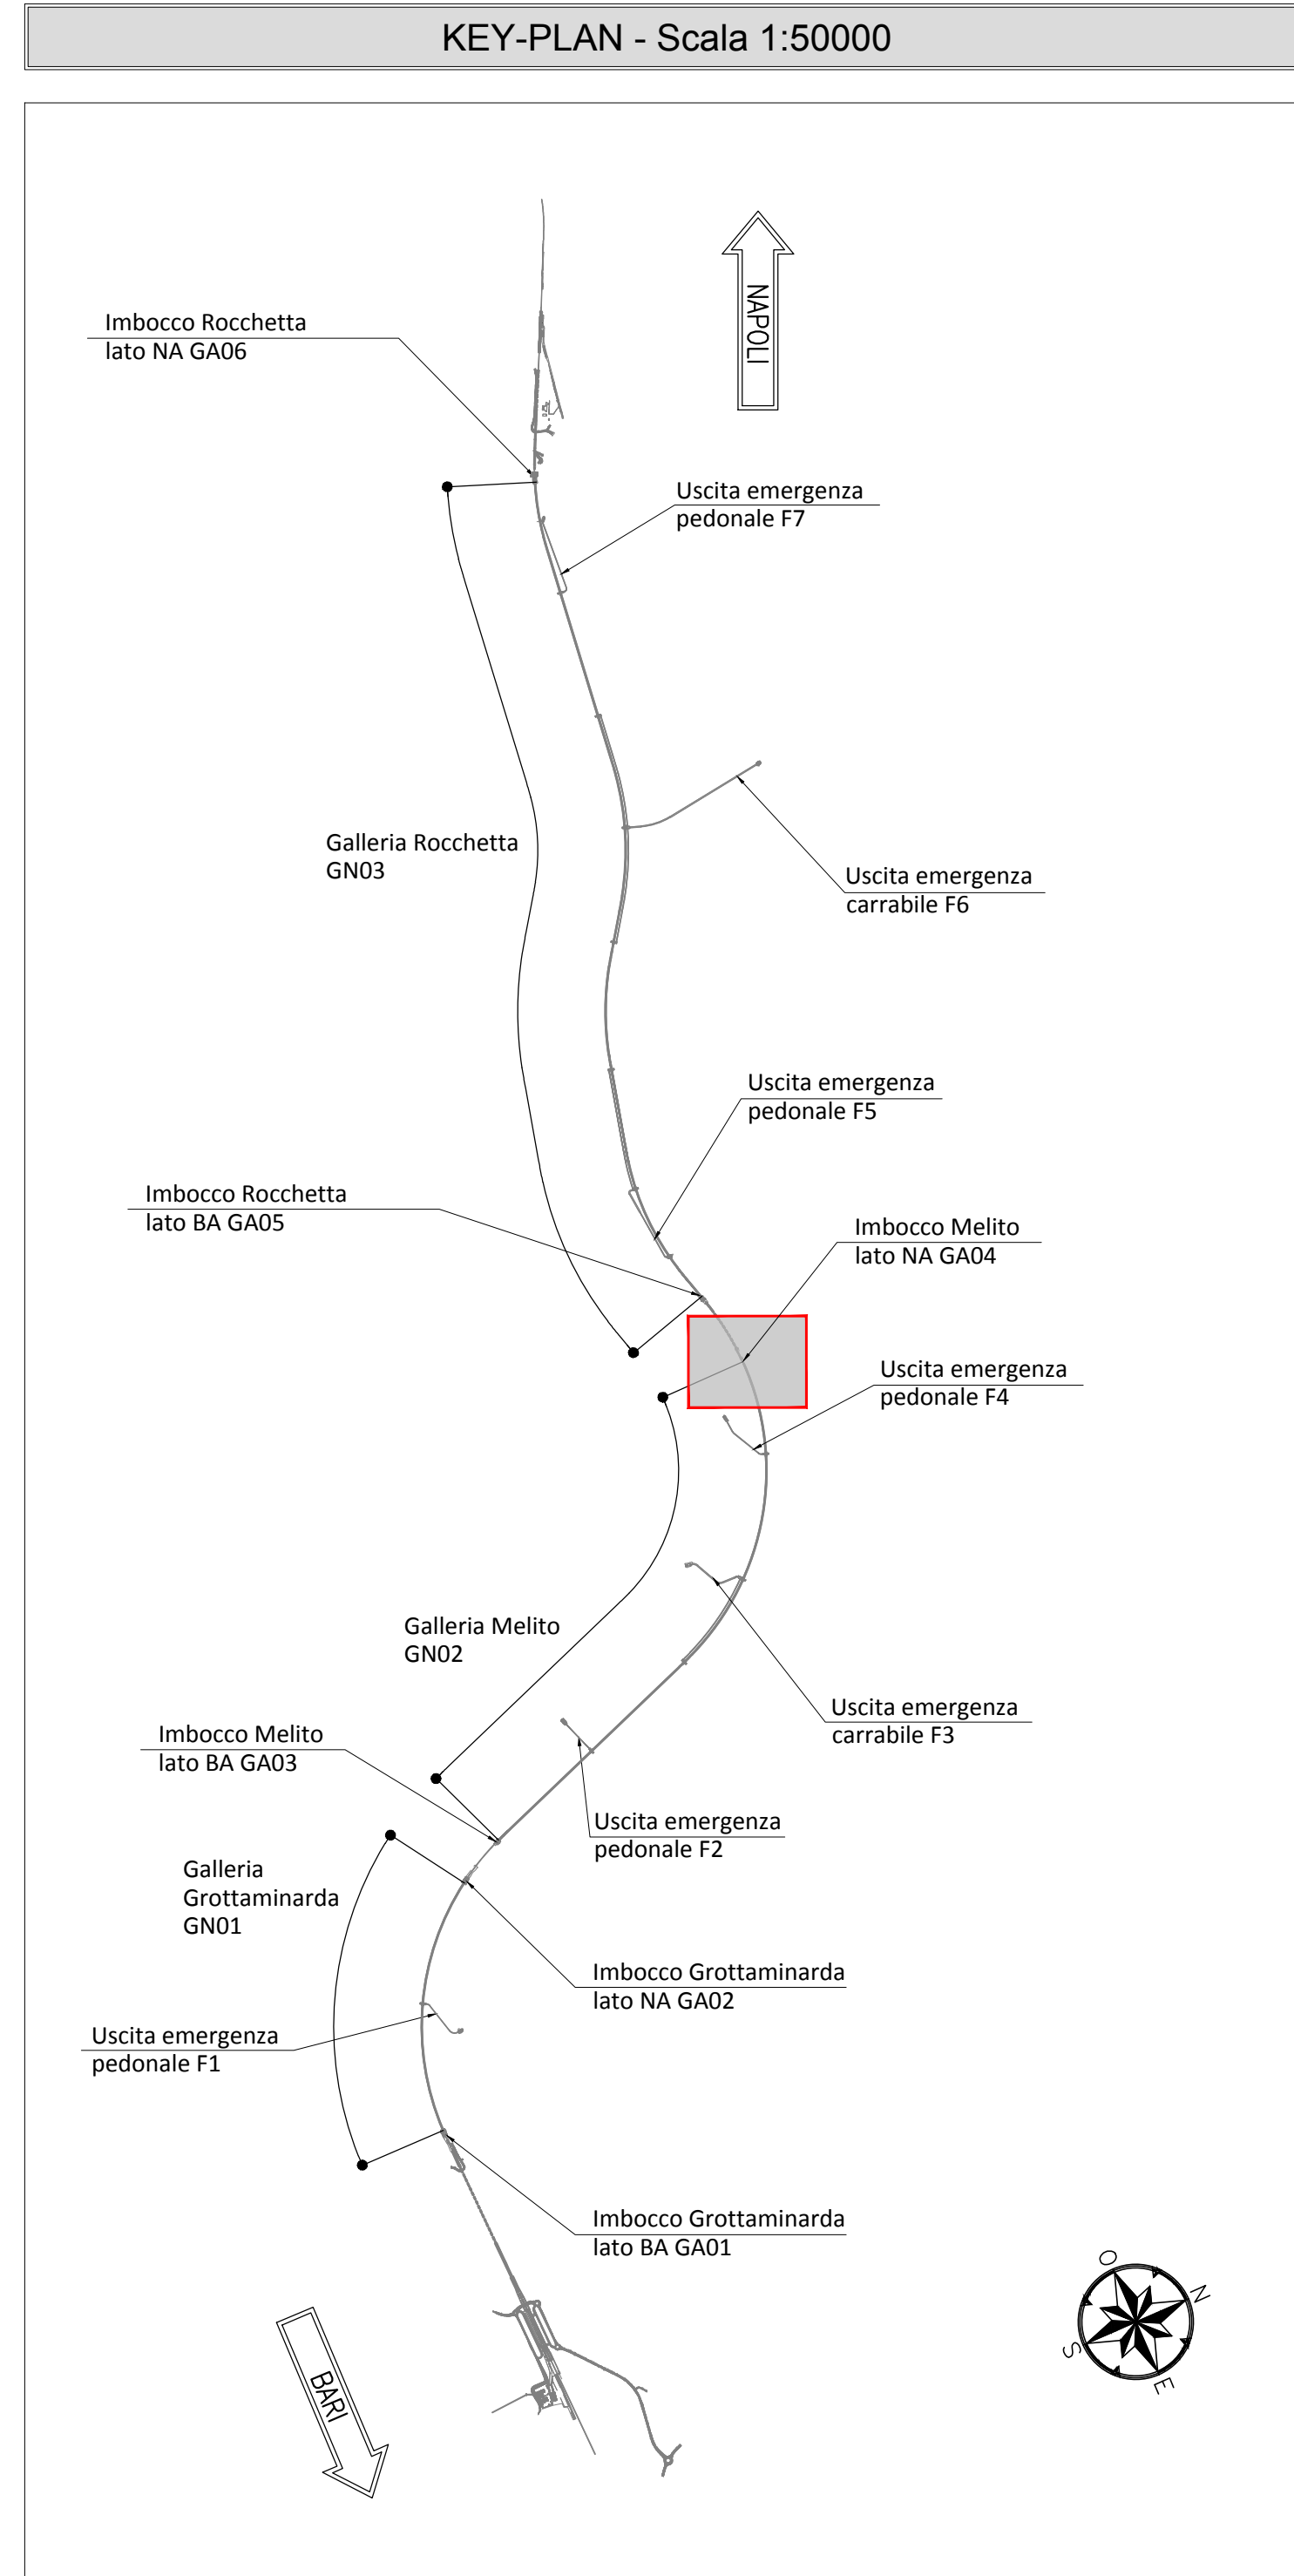 KEY-PLAN - Scala 1:50000
NAPOLI
Imbocco Rocchetta
lato NA GA06
Uscita emergenza
pedonale F7
Galleria Rocchetta
GN03
Uscita emergenza
carrabile F6
Uscita emergenza
pedonale F5
Imbocco Rocchetta
lato BA GA05
Imbocco Melito
lato NA GA04
Uscita emergenza
pedonale F4
Galleria Melito
GN02
Uscita emergenza
carrabile F3
Imbocco Melito
lato BA GA03
Uscita emergenza
pedonale F2
Galleria
Grottaminarda
GN01
Imbocco Grottaminarda
lato NA GA02
Uscita emergenza
pedonale F1
Imbocco Grottaminarda
lato BA GA01
BARI
O
N
S
E